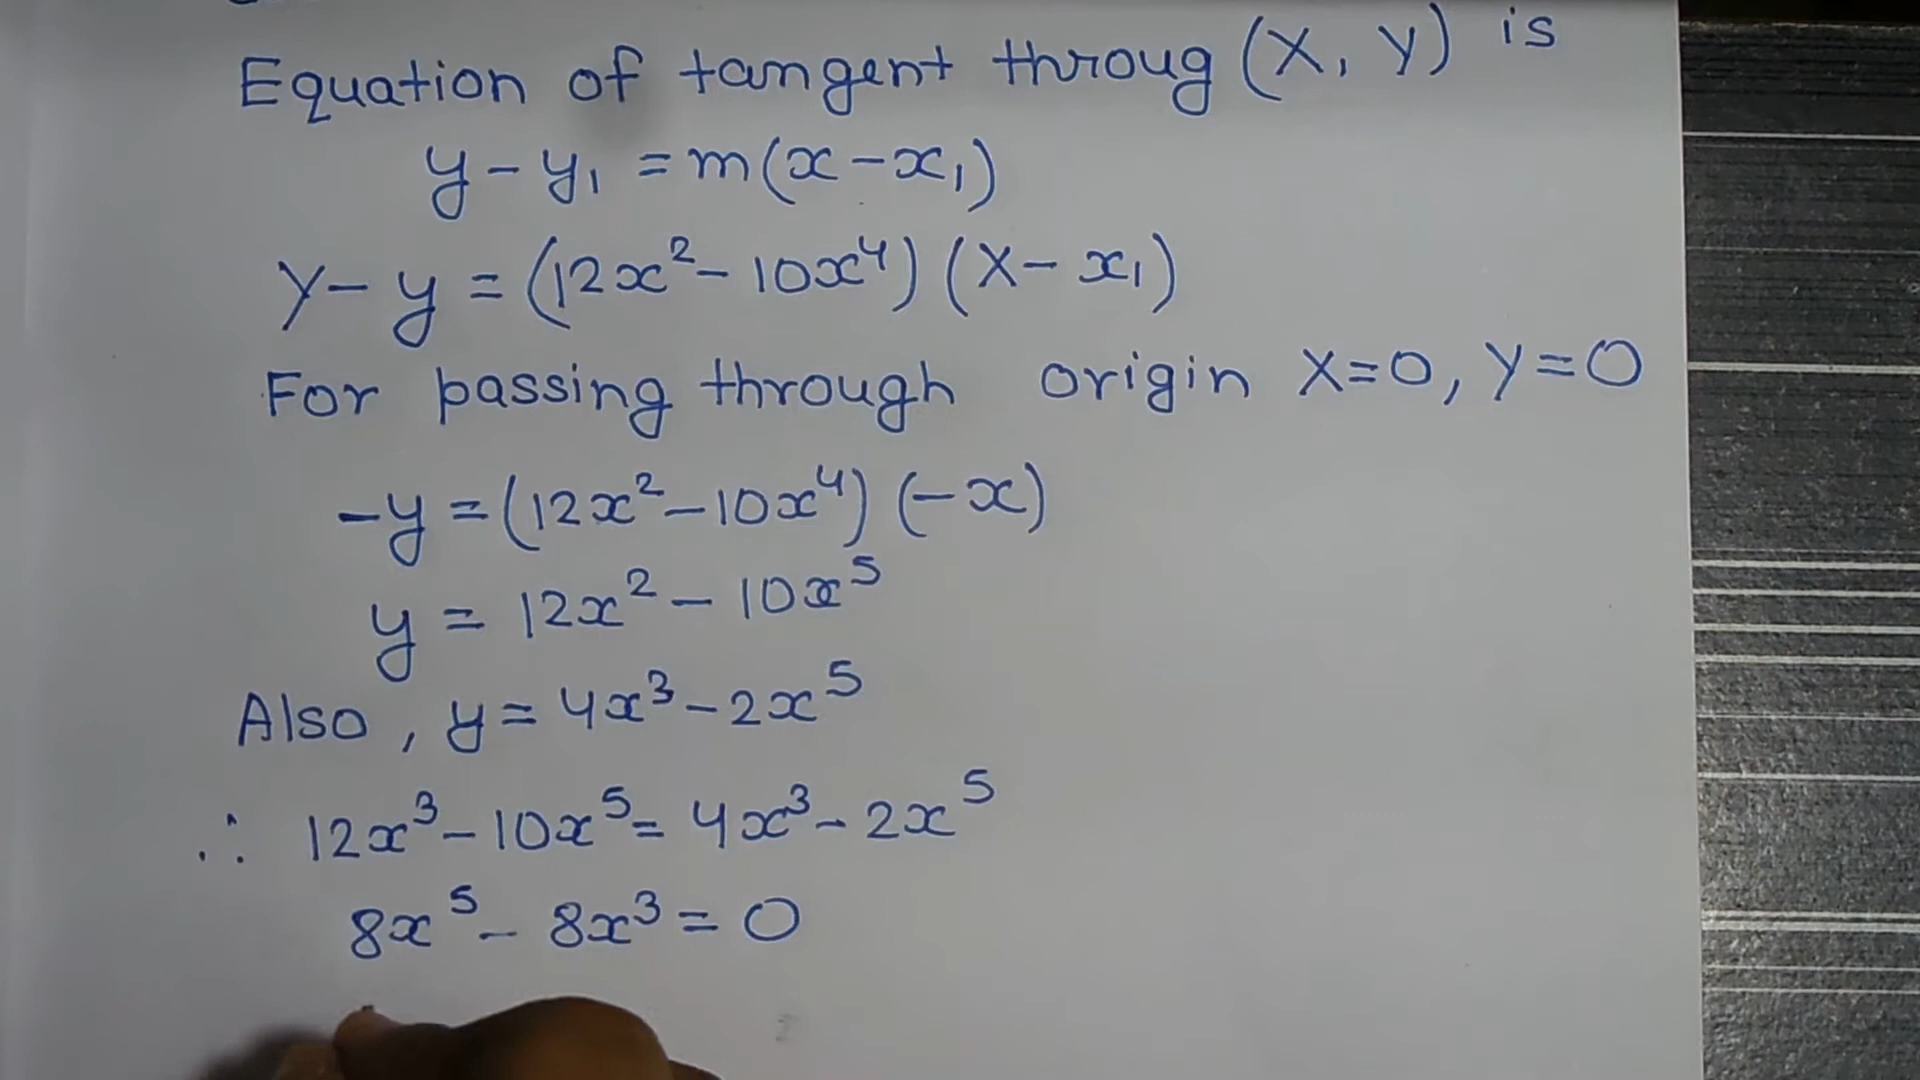 Equation of tangent throug (X, Y) is
y - y₁ = m(x - x₁)
Y - y = (12x² - 10x⁴) (X - x₁)
For passing through origin X=0, Y=0
-y = (12x² - 10x⁴) (-x)
y = 12x² - 10x⁵
Also, y = 4x³ - 2x⁵
∴ 12x³ - 10x⁵ = 4x³ - 2x⁵
8x⁵ - 8x³ = 0